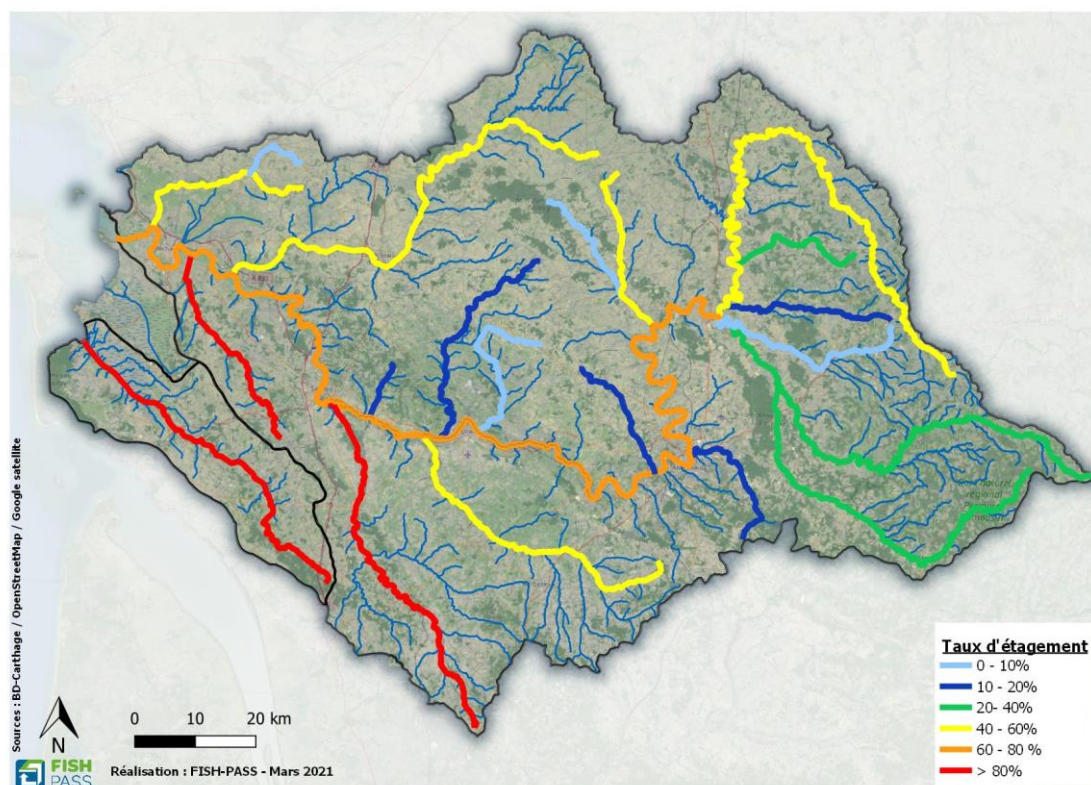 Sources : BD-Carthage / OpenStreetMap / Google satellite
N
0 10 20 km
FISH
PASS
Réalisation : FISH-PASS - Mars 2021
Taux d'étagement
0 - 10%
10 - 20%
20- 40%
40 - 60%
60 - 80 %
> 80%